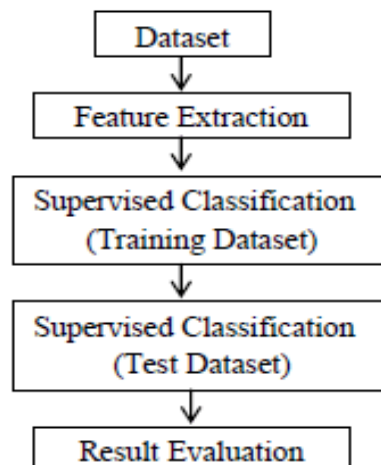 Dataset
Feature Extraction
Supervised Classification
(Training Dataset)
Supervised Classification
(Test Dataset)
Result Evaluation